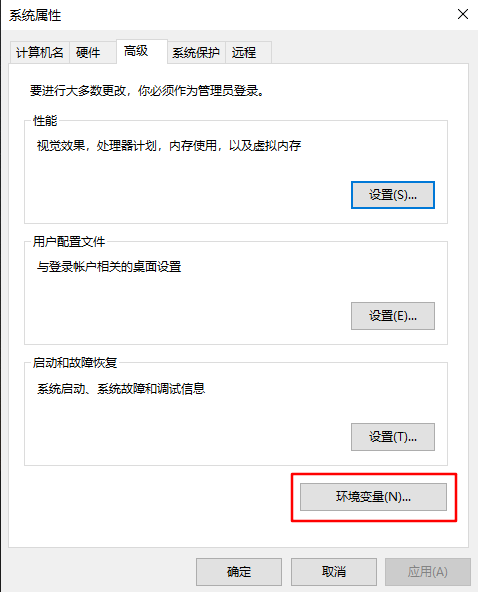 系统属性
计算机名 硬件 高级 系统保护 远程
要进行大多数更改，你必须作为管理员登录。
性能
视觉效果，处理器计划，内存使用，以及虚拟内存
设置(S)...
用户配置文件
与登录帐户相关的桌面设置
设置(E)...
启动和故障恢复
系统启动、系统故障和调试信息
设置(T)...
环境变量(N)...
确定 取消 应用(A)